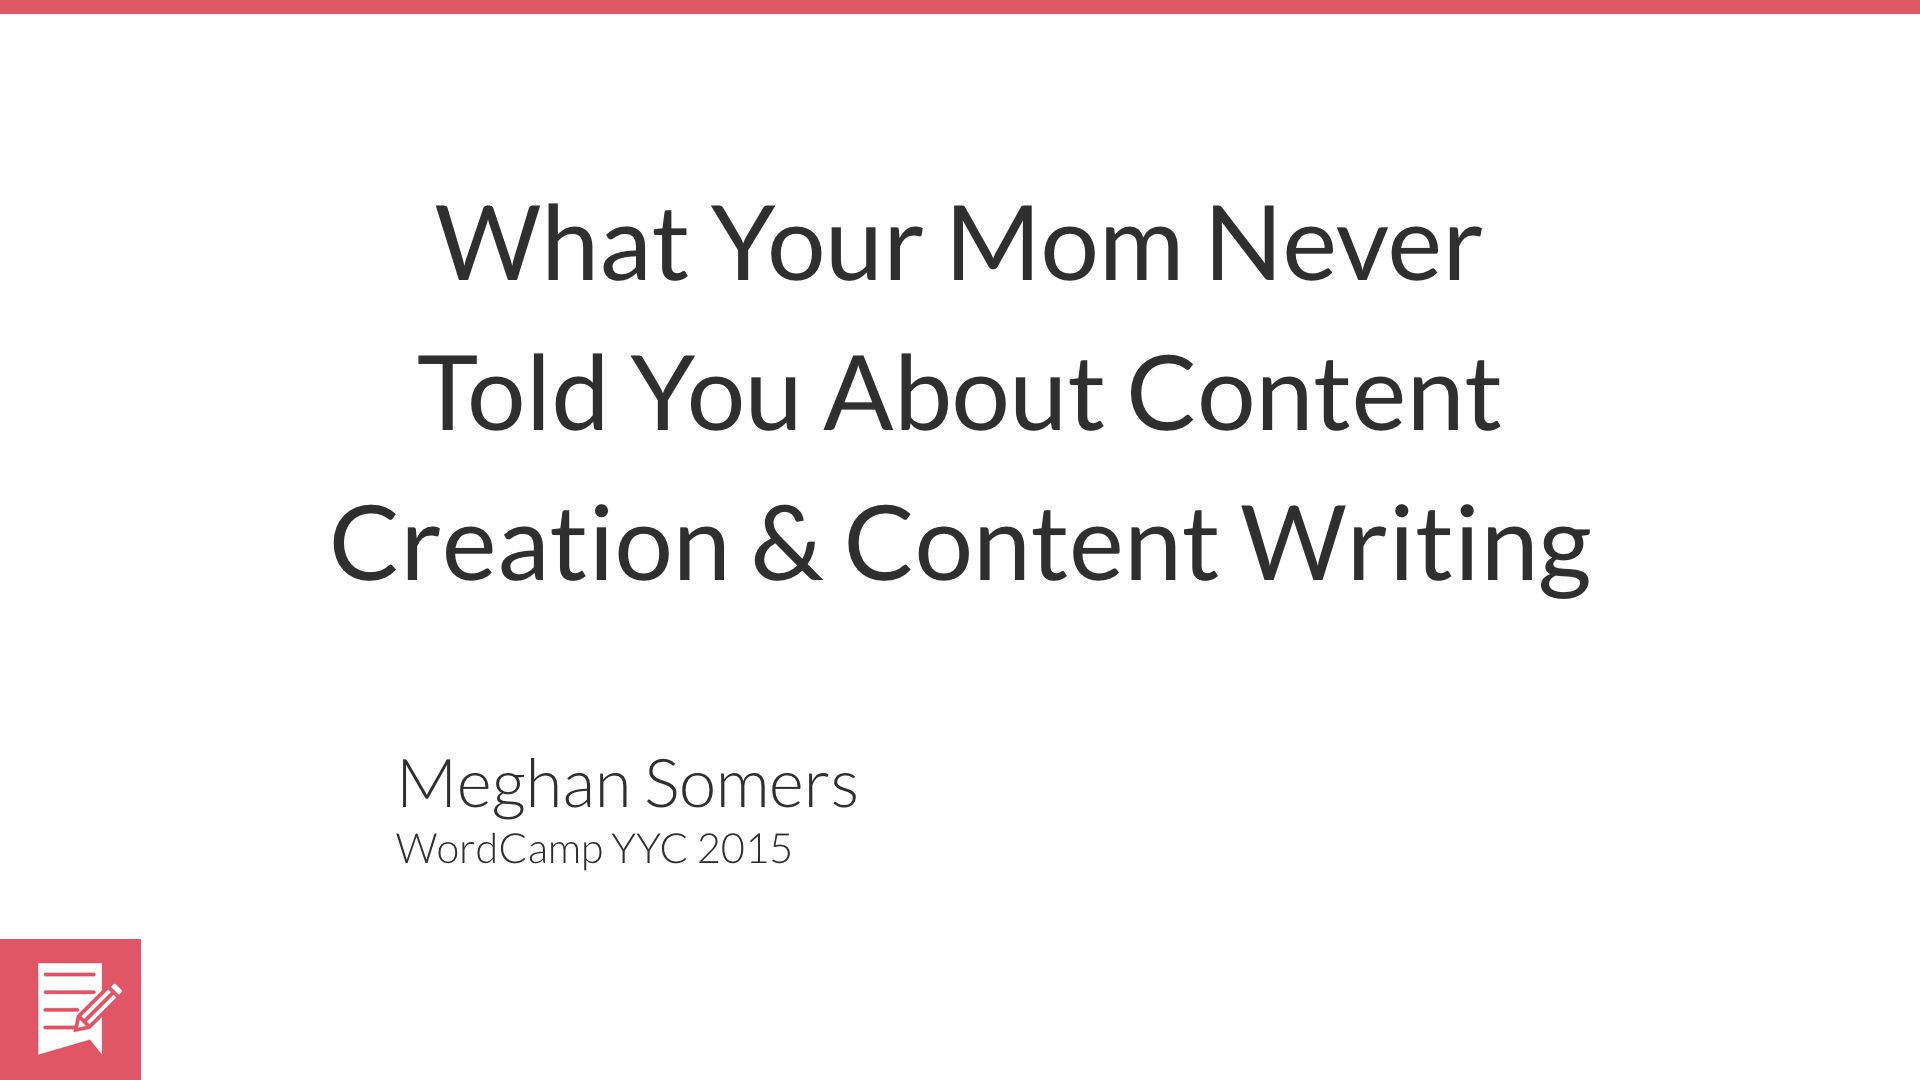 What Your Mom Never
Told You About Content
Creation & Content Writing
Meghan Somers
WordCamp YYC 2015